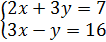 2x + 3y = 7
3x − y = 16